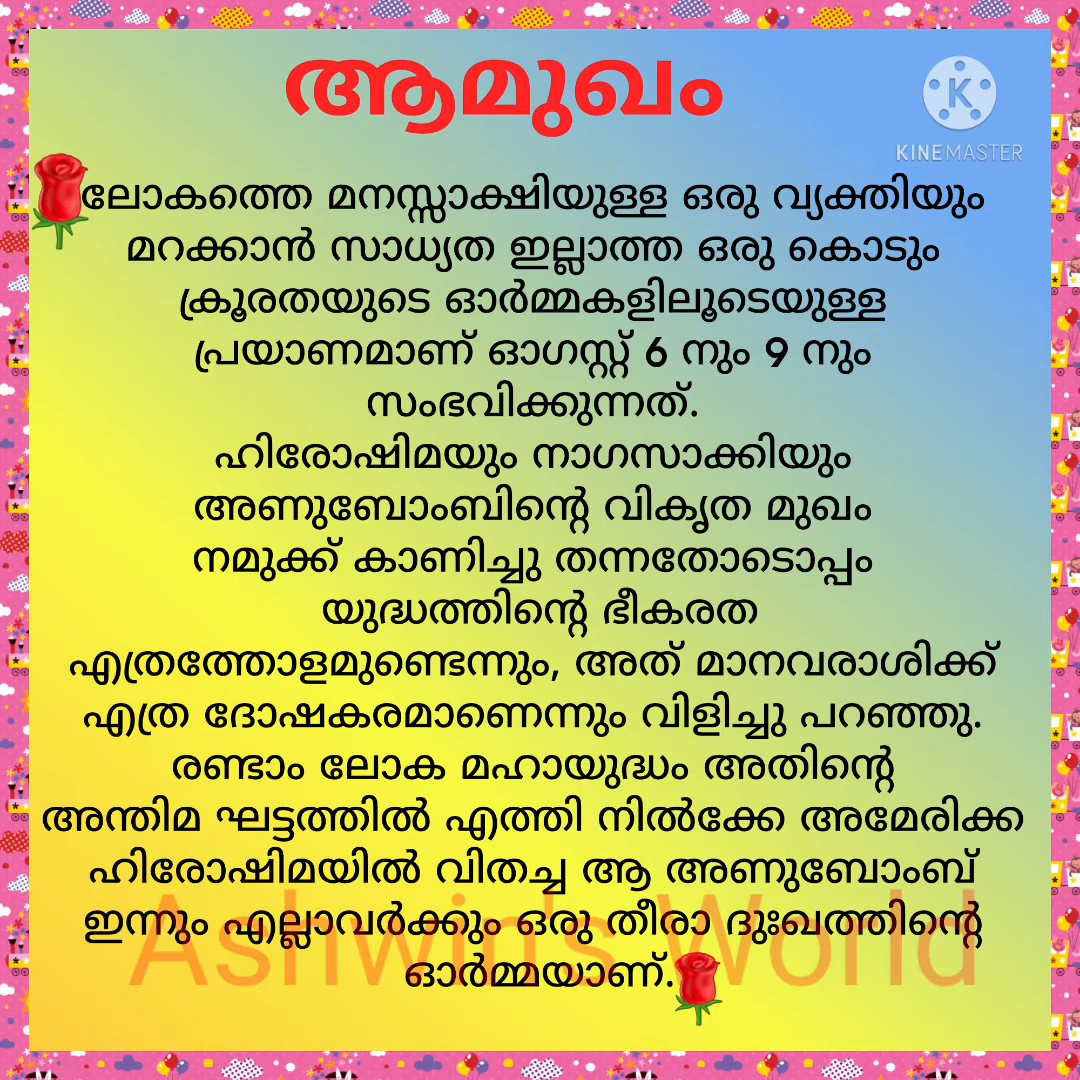 ആമുഖം
K
KINEMASTER
ലോകത്തെ മനസ്സാക്ഷിയുള്ള ഒരു വ്യക്തിയും
മറക്കാൻ സാധ്യത ഇല്ലാത്ത ഒരു കൊടും
ക്രൂരതയുടെ ഓർമ്മകളിലൂടെയുള്ള
പ്രയാണമാണ് ഓഗസ്റ്റ് 6 നും 9 നും
സംഭവിക്കുന്നത്.
ഹിരോഷിമയും നാഗസാക്കിയും
അണുബോംബിന്റെ വികൃത മുഖം
നമുക്ക് കാണിച്ചു തന്നതോടൊപ്പം
യുദ്ധത്തിന്റെ ഭീകരത
എത്രത്തോളമുണ്ടെന്നും, അത് മാനവരാശിക്ക്
എത്ര ദോഷകരമാണെന്നും വിളിച്ചു പറഞ്ഞു.
രണ്ടാം ലോക മഹായുദ്ധം അതിന്റെ
അന്തിമ ഘട്ടത്തിൽ എത്തി നിൽക്കേ അമേരിക്ക
ഹിരോഷിമയിൽ വിതച്ച ആ അണുബോംബ്
ഇന്നും എല്ലാവർക്കും ഒരു തീരാ ദുഃഖത്തിന്റെ
ഓർമ്മയാണ്.
Ashwin's World